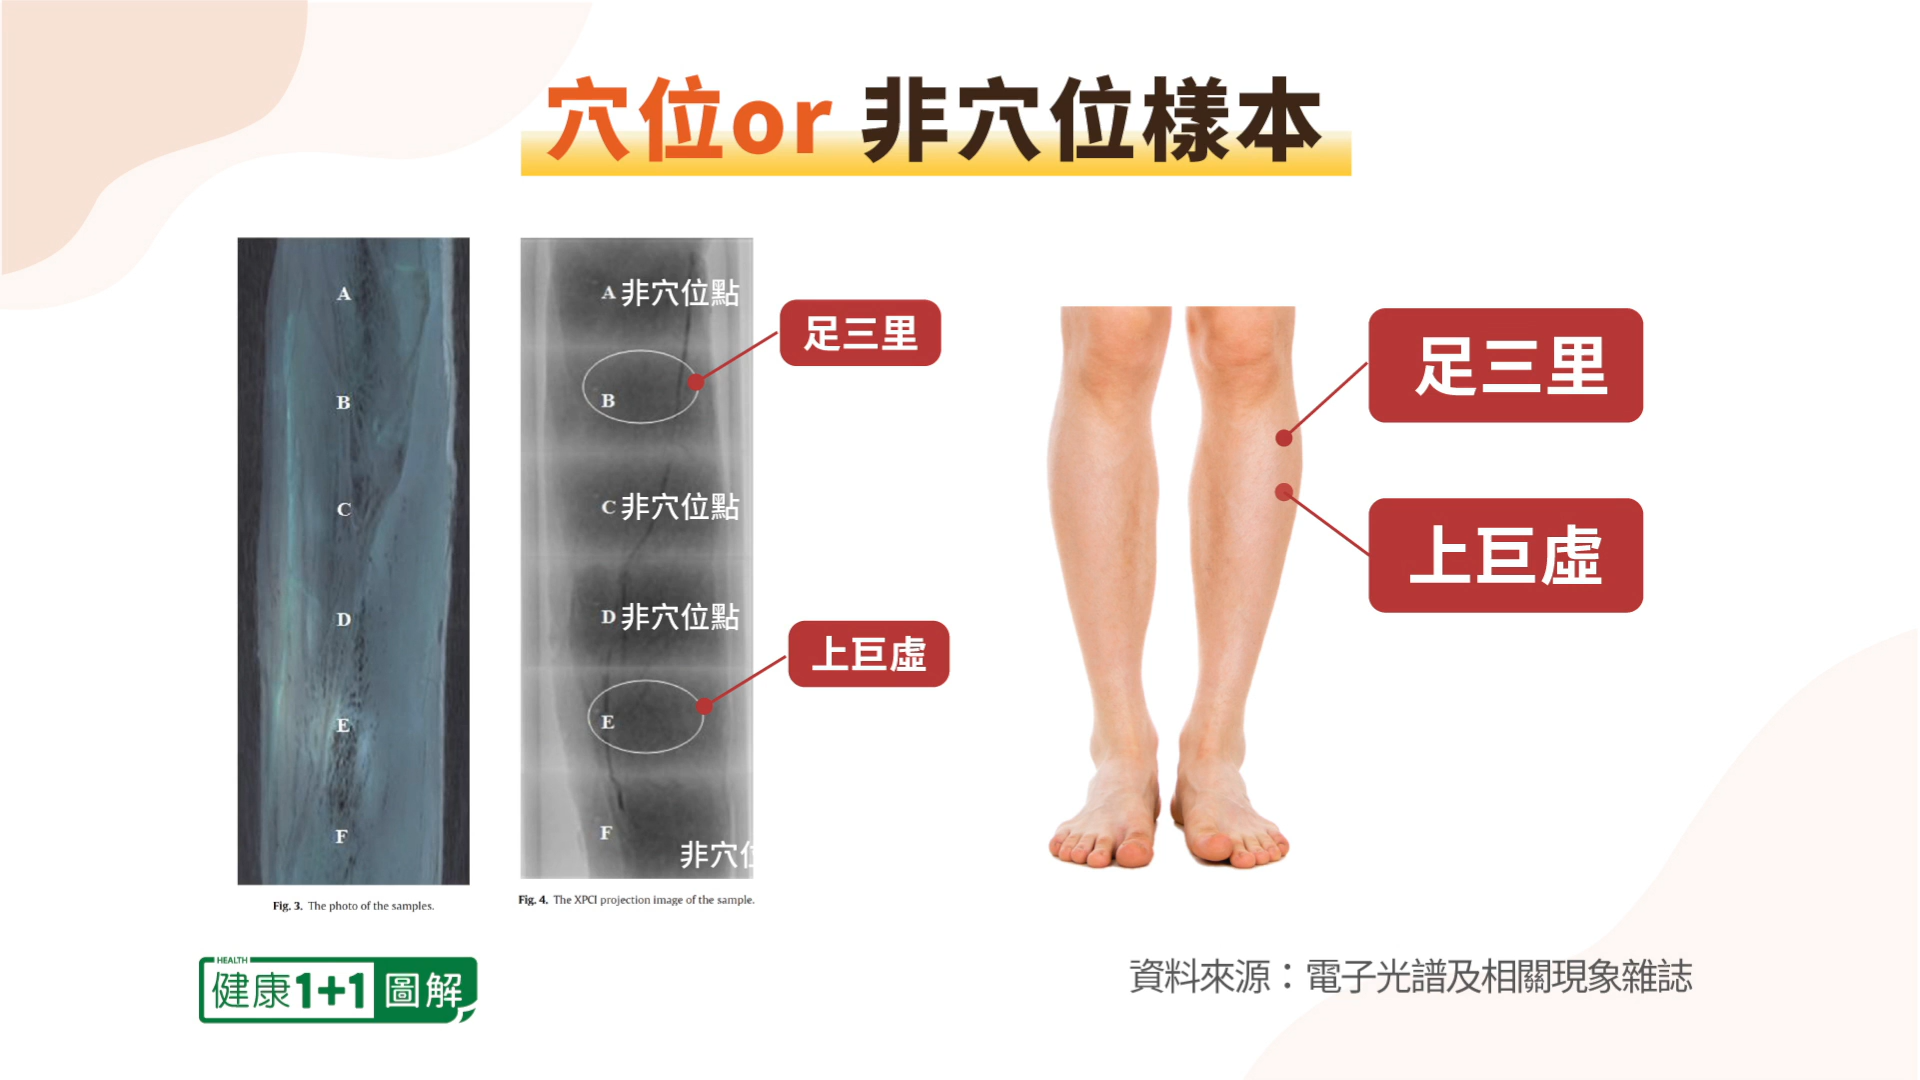 穴位or 非穴位樣本
A
B
C
D
E
F
Fig. 3. The photo of the samples.
A 非穴位點
B
C 非穴位點
D 非穴位點
E
F
非穴位
Fig. 4. The XPCI projection image of the sample.
足三里
上巨虛
足三里
上巨虛
HEALTH
健康1+1 圖解
資料來源：電子光譜及相關現象雜誌